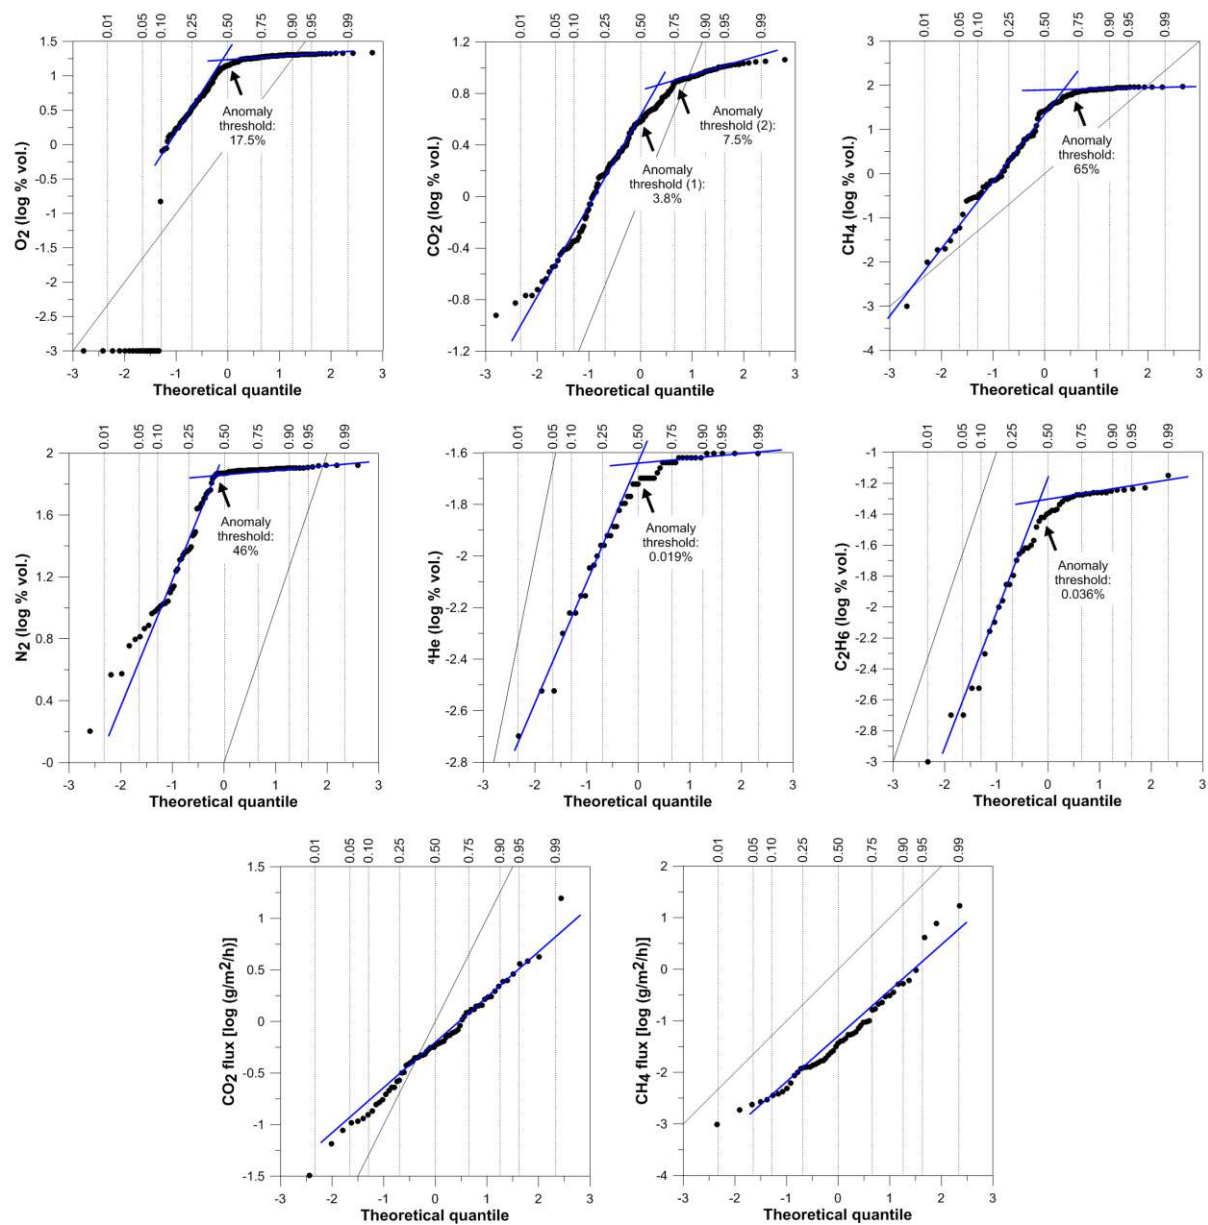 0.01 0.05 0.10 0.25 0.50 0.75 0.90 0.95 0.99
O2 (log % vol.)
1.5
1
0.5
0
-0.5
-1
-1.5
-2
-2.5
-3
Anomaly
threshold:
17.5%
-3 -2 -1 0 1 2 3
Theoretical quantile
0.01 0.05 0.10 0.25 0.50 0.75 0.90 0.95 0.99
CO2 (log % vol.)
1.2
0.8
0.4
0
-0.4
-0.8
-1.2
Anomaly
threshold (2):
7.5%
Anomaly
threshold (1):
3.8%
-3 -2 -1 0 1 2 3
Theoretical quantile
0.01 0.05 0.10 0.25 0.50 0.75 0.90 0.95 0.99
CH4 (log % vol.)
3
2
1
0
-1
-2
-3
-4
Anomaly
threshold:
65%
-3 -2 -1 0 1 2 3
Theoretical quantile
0.01 0.05 0.10 0.25 0.50 0.75 0.90 0.95 0.99
N2 (log % vol.)
2
1.6
1.2
0.8
0.4
-0
Anomaly
threshold:
46%
-3 -2 -1 0 1 2 3
Theoretical quantile
0.01 0.05 0.10 0.25 0.50 0.75 0.90 0.95 0.99
⁴He (log % vol.)
-1.6
-1.8
-2
-2.2
-2.4
-2.6
-2.8
Anomaly
threshold:
0.019%
-3 -2 -1 0 1 2 3
Theoretical quantile
0.01 0.05 0.10 0.25 0.50 0.75 0.90 0.95 0.99
C2H6 (log % vol.)
-1
-1.2
-1.4
-1.6
-1.8
-2
-2.2
-2.4
-2.6
-2.8
-3
Anomaly
threshold:
0.036%
-3 -2 -1 0 1 2 3
Theoretical quantile
0.01 0.05 0.10 0.25 0.50 0.75 0.90 0.95 0.99
CO2 flux [log (g/m2/h)]
1.5
1
0.5
0
-0.5
-1
-1.5
-3 -2 -1 0 1 2 3
Theoretical quantile
0.01 0.05 0.10 0.25 0.50 0.75 0.90 0.95 0.99
CH4 flux [log (g/m2/h)]
2
1
0
-1
-2
-3
-4
-3 -2 -1 0 1 2 3
Theoretical quantile